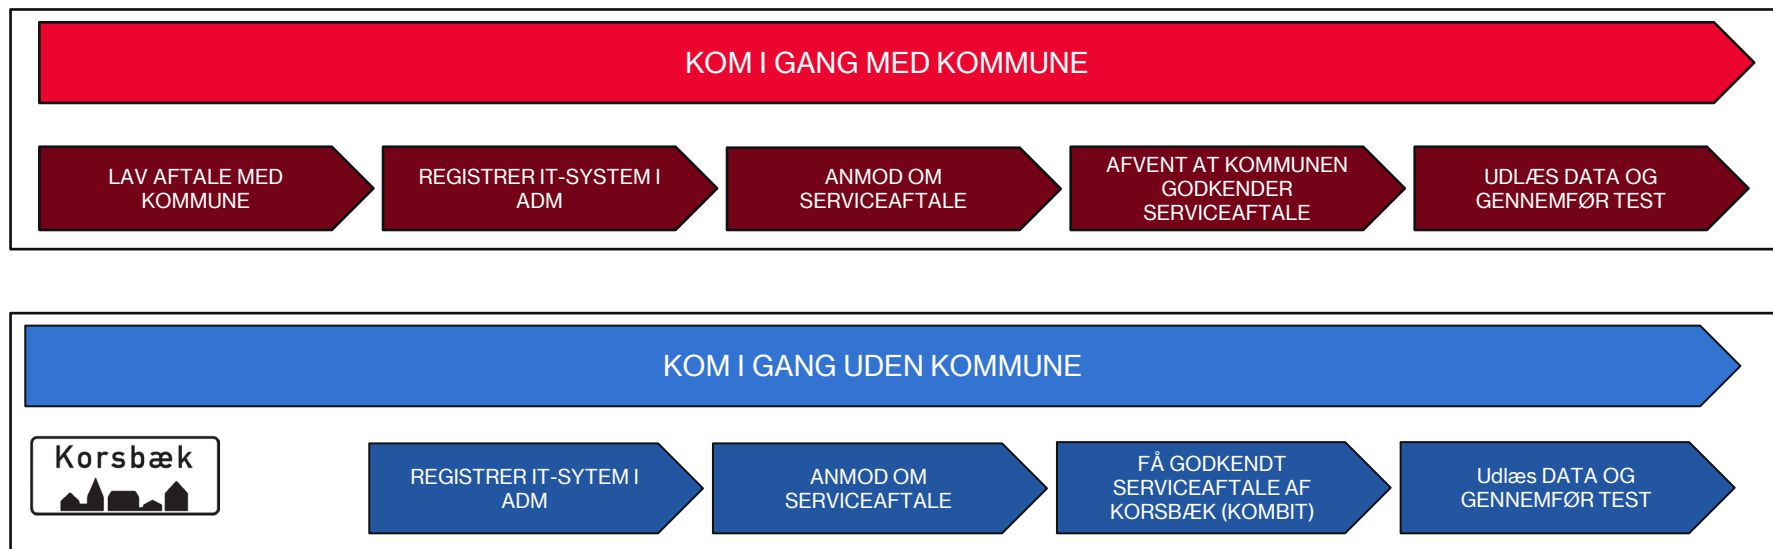 KOM I GANG MED KOMMUNE
LAV AFTALE MED
KOMMUNE
REGISTRER IT-SYSTEM I
ADM
ANMOD OM
SERVICEAFTALE
AFVENT AT KOMMUNEN
GODKENDER
SERVICEAFTALE
UDLÆS DATA OG
GENNEMFØR TEST
KOM I GANG UDEN KOMMUNE
Korsbæk
REGISTRER IT-SYTEM I
ADM
ANMOD OM
SERVICEAFTALE
FÅ GODKENDT
SERVICEAFTALE AF
KORSBÆK (KOMBIT)
Udlæs DATA OG
GENNEMFØR TEST